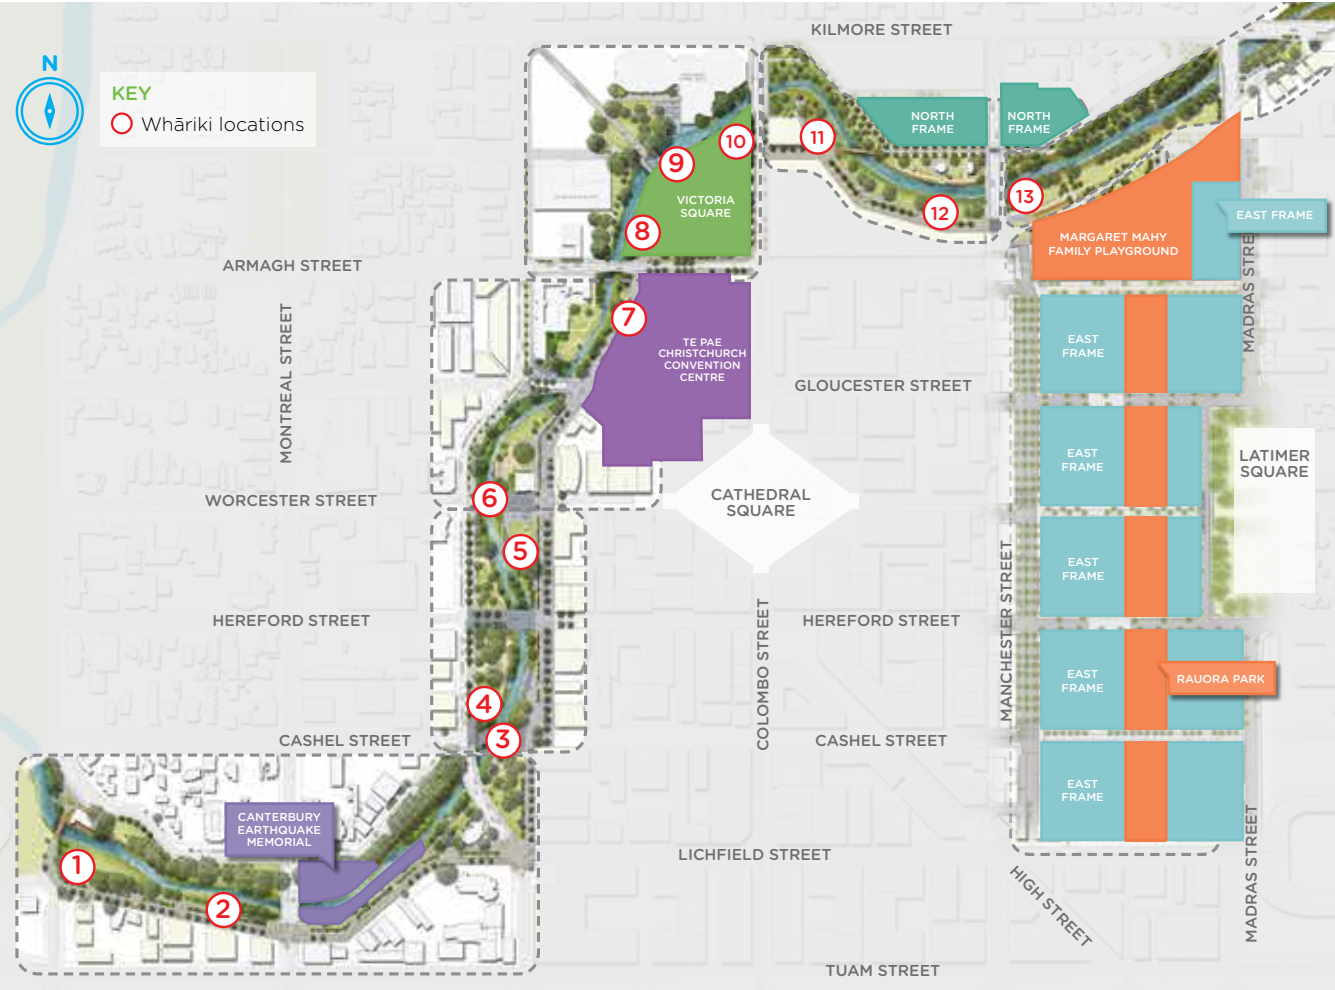 KILMORE STREET
N
KEY
Whāriki locations
NORTH
FRAME
NORTH
FRAME
11
10
9
13
12
8
VICTORIA
SQUARE
EAST FRAME
MARGARET MAHY
FAMILY PLAYGROUND
ARMAGH STREET
MADRAS STREE
7
MONTREAL STREET
TE PAE
CHRISTCHURCH
CONVENTION
CENTRE
EAST
FRAME
GLOUCESTER STREET
EAST
FRAME
LATIMER
SQUARE
WORCESTER STREET
6
CATHEDRAL
SQUARE
5
EAST
FRAME
HEREFORD STREET
HEREFORD STREET
COLOMBO STREET
MANCHESTER STREET
EAST
FRAME
RAUORA PARK
4
3
CASHEL STREET
CASHEL STREET
EAST
FRAME
CANTERBURY
EARTHQUAKE
MEMORIAL
1
2
LICHFIELD STREET
HIGH STREET
MADRAS STREET
TUAM STREET